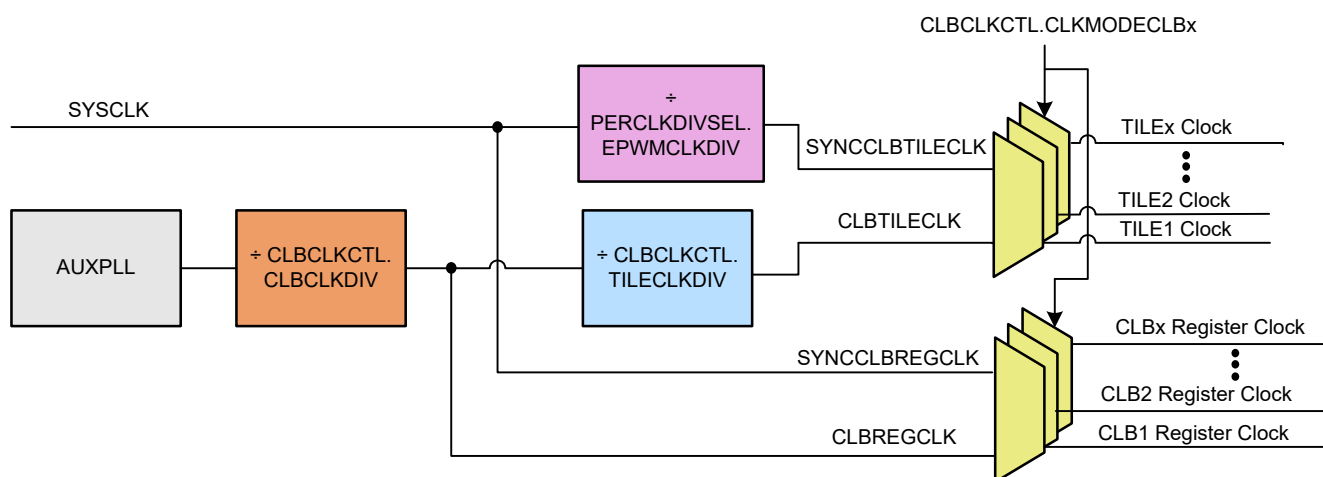 CLBCLKCTL.CLKMODECLBx
SYSCLK
÷
PERCLKDIVSEL.
EPWMCLKDIV
SYNCCLBTILECLK
TILEx Clock
TILE2 Clock
TILE1 Clock
AUXPLL
÷ CLBCLKCTL.
CLBCLKDIV
÷ CLBCLKCTL.
TILECLKDIV
CLBTILECLK
SYNCCLBREGCLK
CLBREGCLK
CLBx Register Clock
CLB2 Register Clock
CLB1 Register Clock